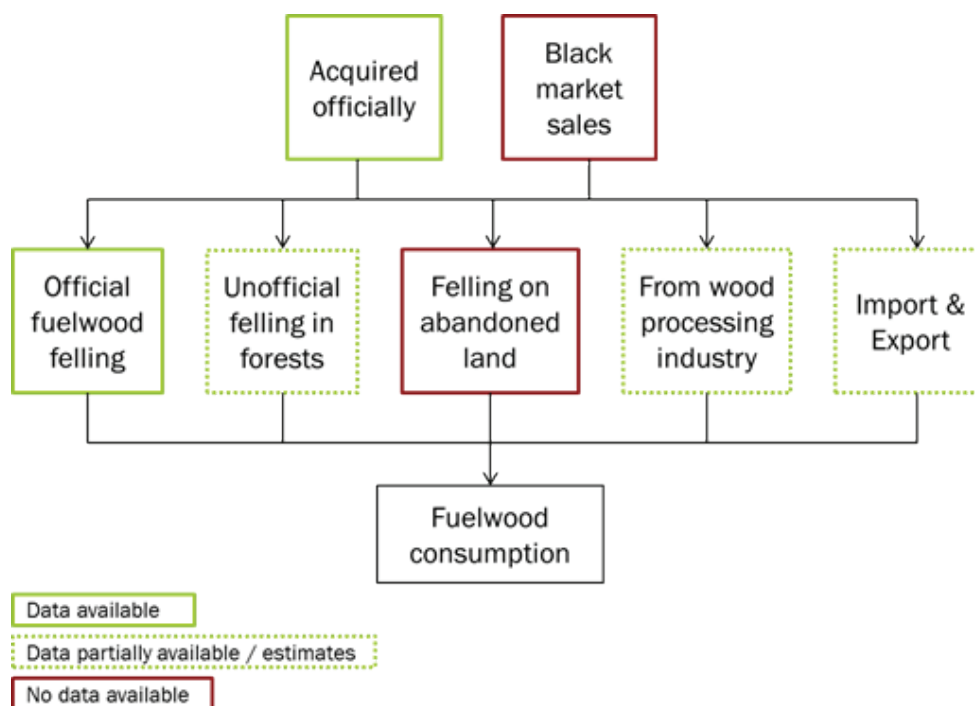 Acquired
officially
Black
market
sales
Official
fuelwood
felling
Unofficial
felling in
forests
Felling on
abandoned
land
From wood
processing
industry
Import &
Export
Fuelwood
consumption
Data available
Data partially available / estimates
No data available